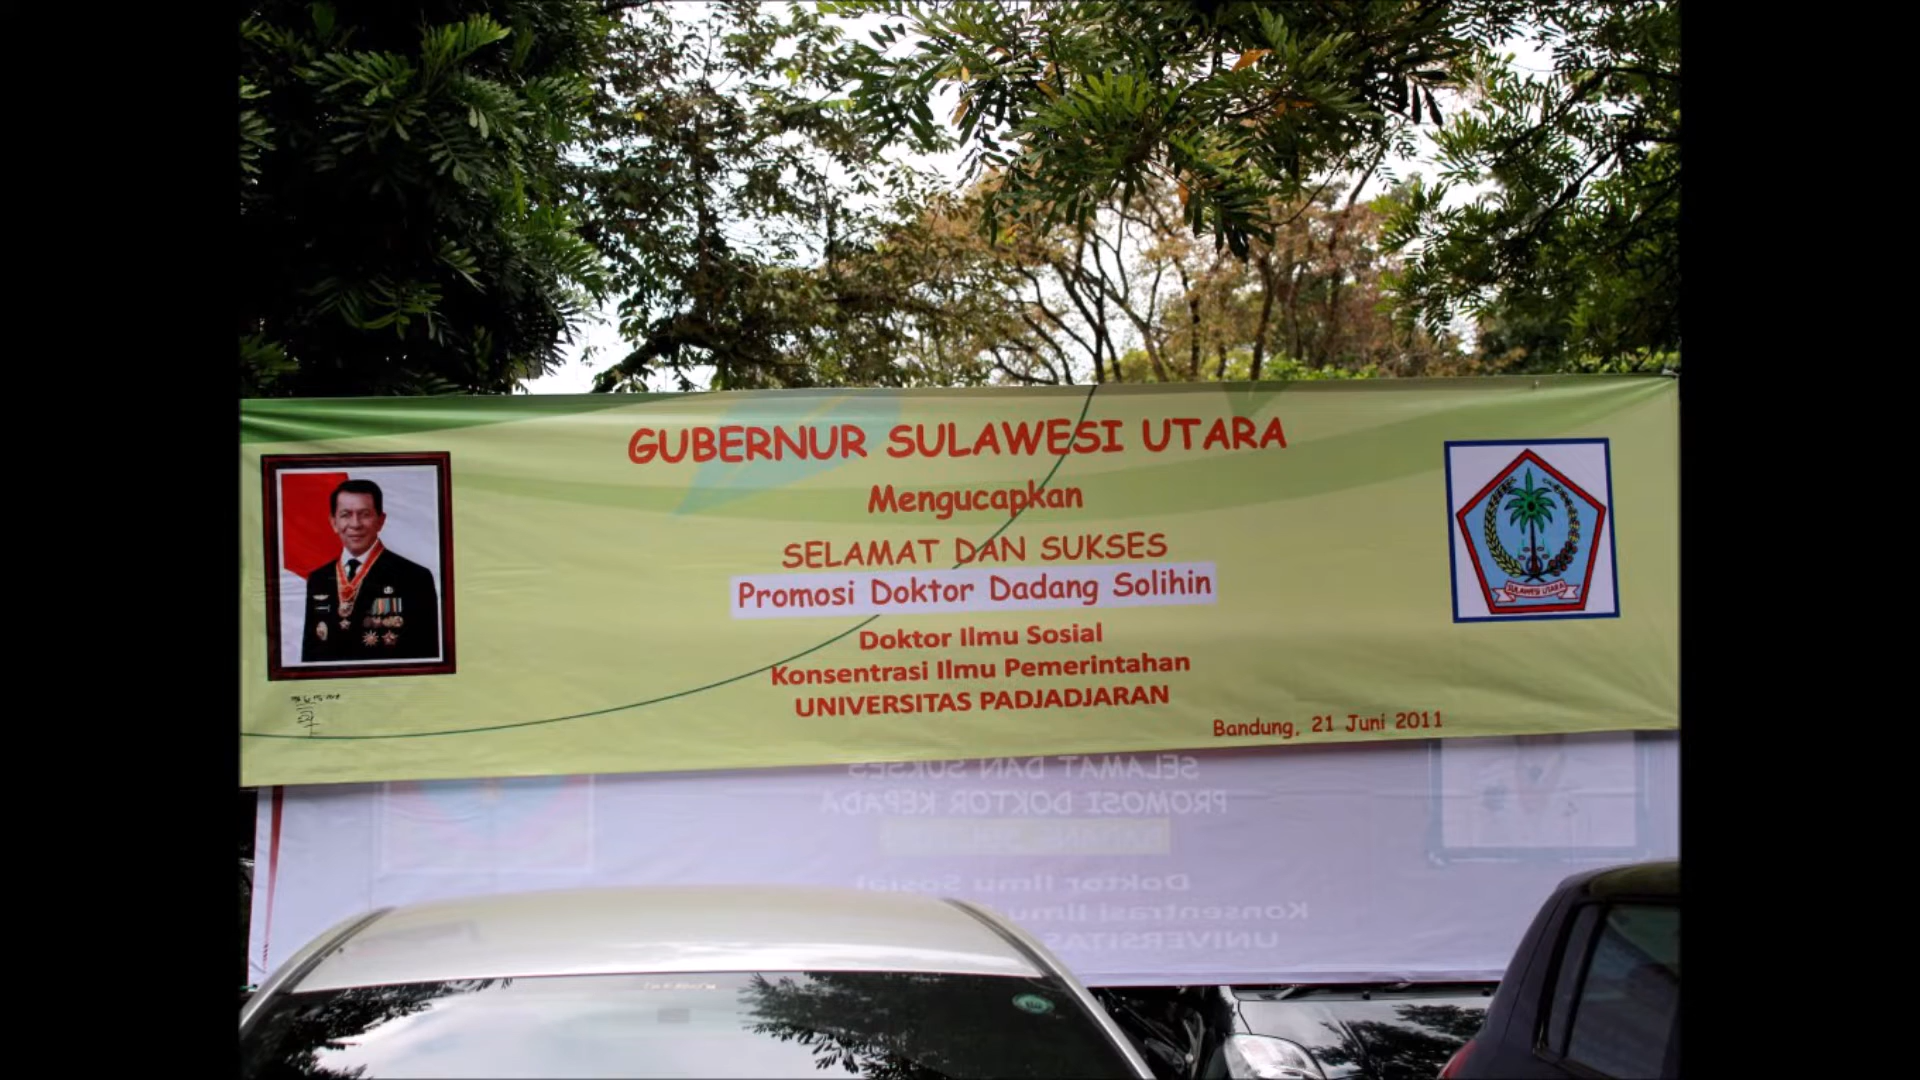 GUBERNUR SULAWESI UTARA
Mengucapkan
SELAMAT DAN SUKSES
Promosi Doktor Dadang Solihin
Doktor Ilmu Sosial
Konsentrasi Ilmu Pemerintahan
UNIVERSITAS PADJADJARAN
Bandung, 21 Juni 2011
SULAWESI UTARA
SELAMAT DAN SUKSES
PROMOSI DOKTOR KEPADA
Doktor Ilmu Sosial
Konsentrasi Ilmu
UNIVERSITAS